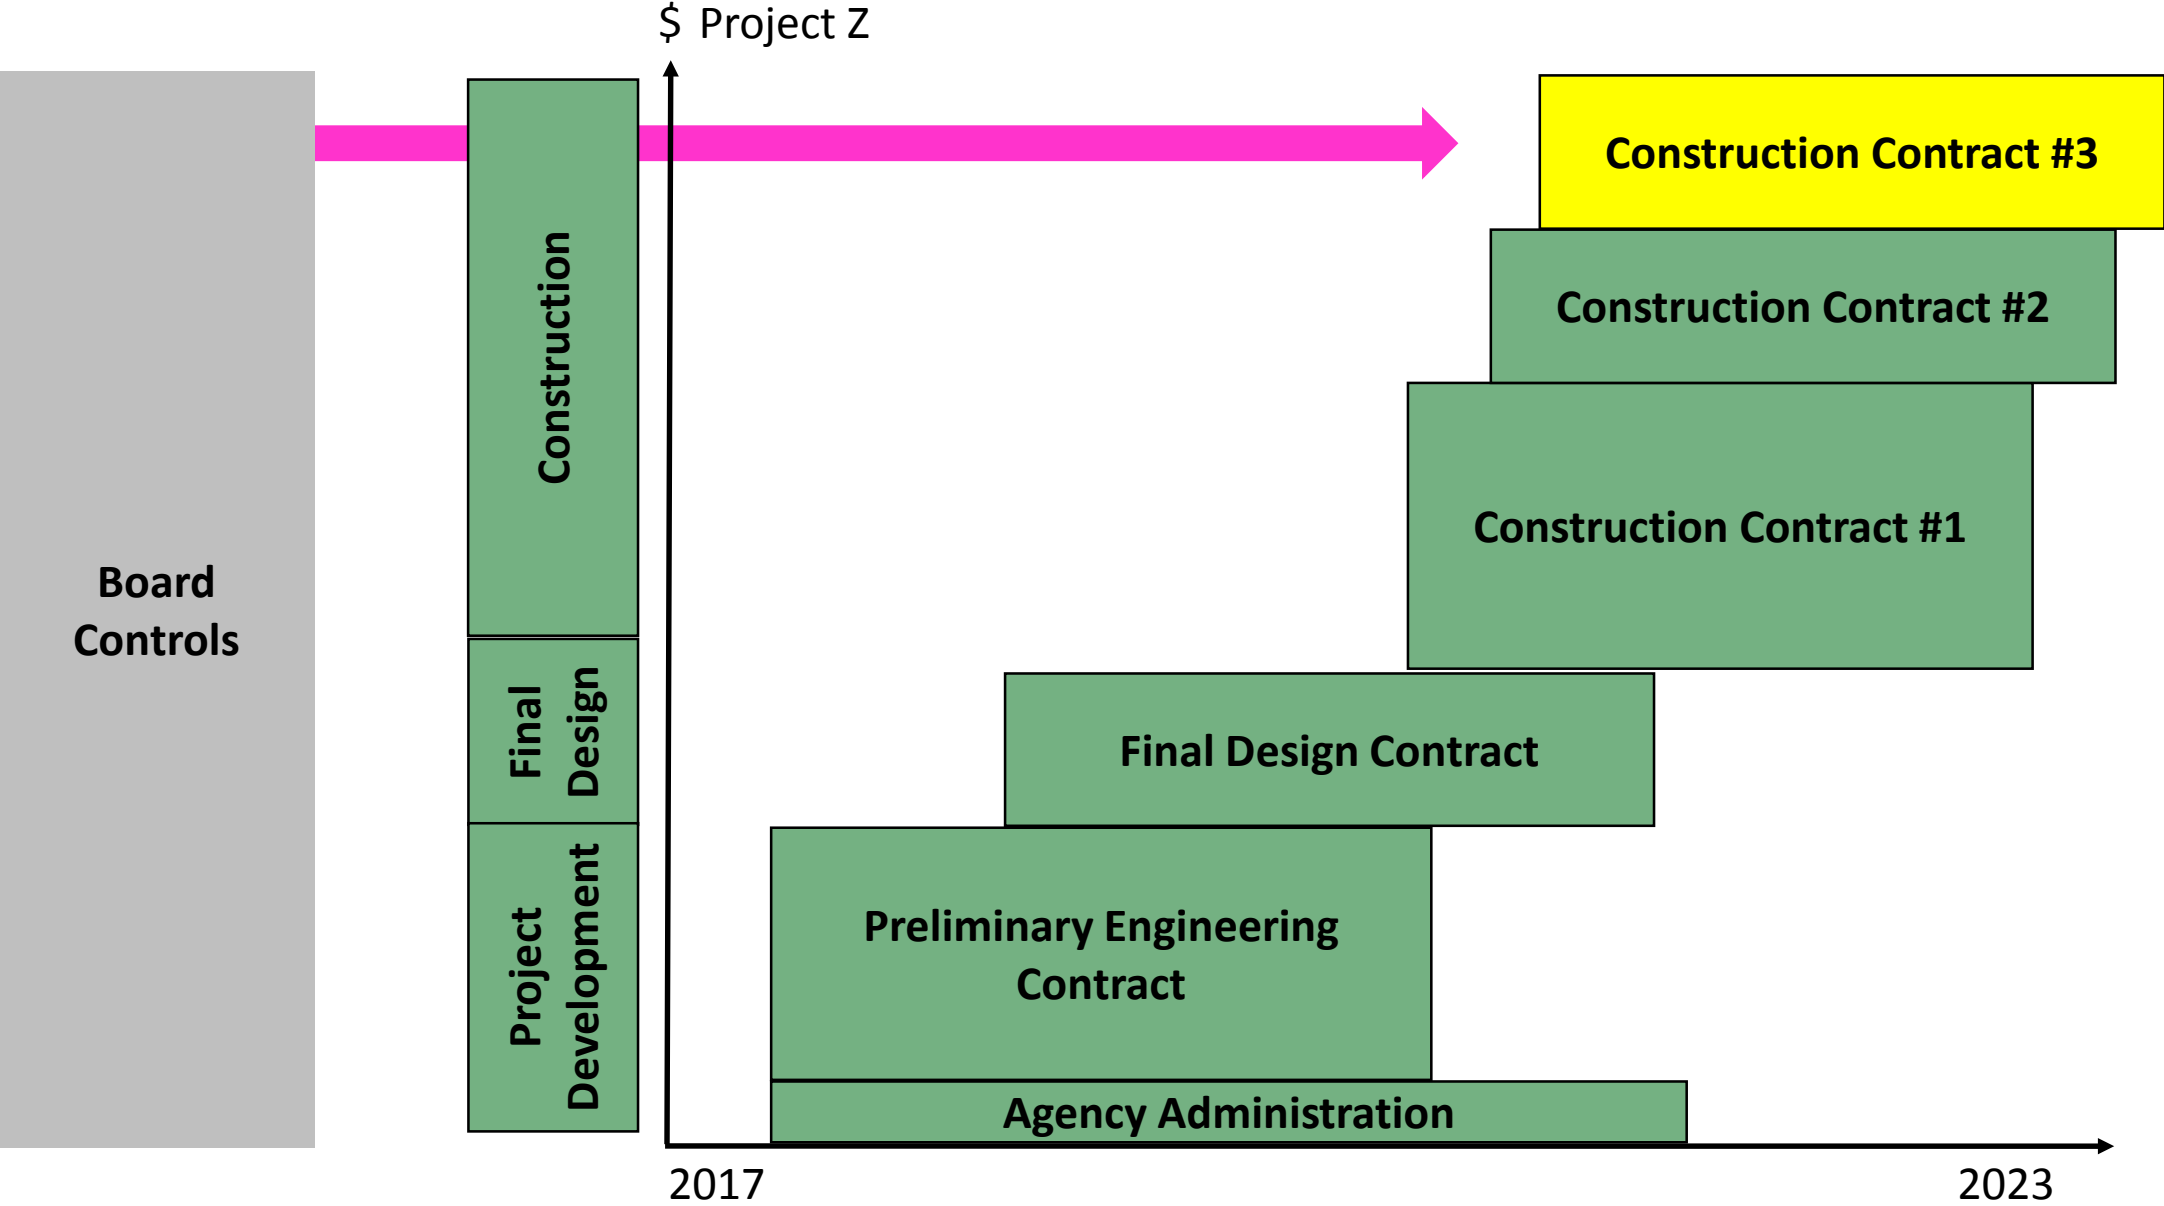 $ Project Z
Board
Controls
Construction
Final
Design
Project
Development
Construction Contract #3
Construction Contract #2
Construction Contract #1
Final Design Contract
Preliminary Engineering
Contract
Agency Administration
2017
2023